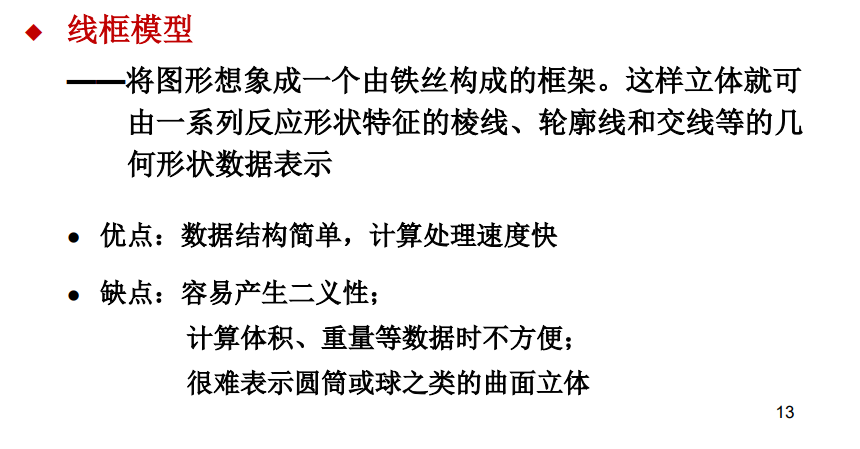 ◆ 线框模型
——将图形想象成一个由铁丝构成的框架。这样立体就可
由一系列反应形状特征的棱线、轮廓线和交线等的几
何形状数据表示
● 优点：数据结构简单，计算处理速度快
● 缺点：容易产生二义性；
计算体积、重量等数据时不方便；
很难表示圆筒或球之类的曲面立体
13